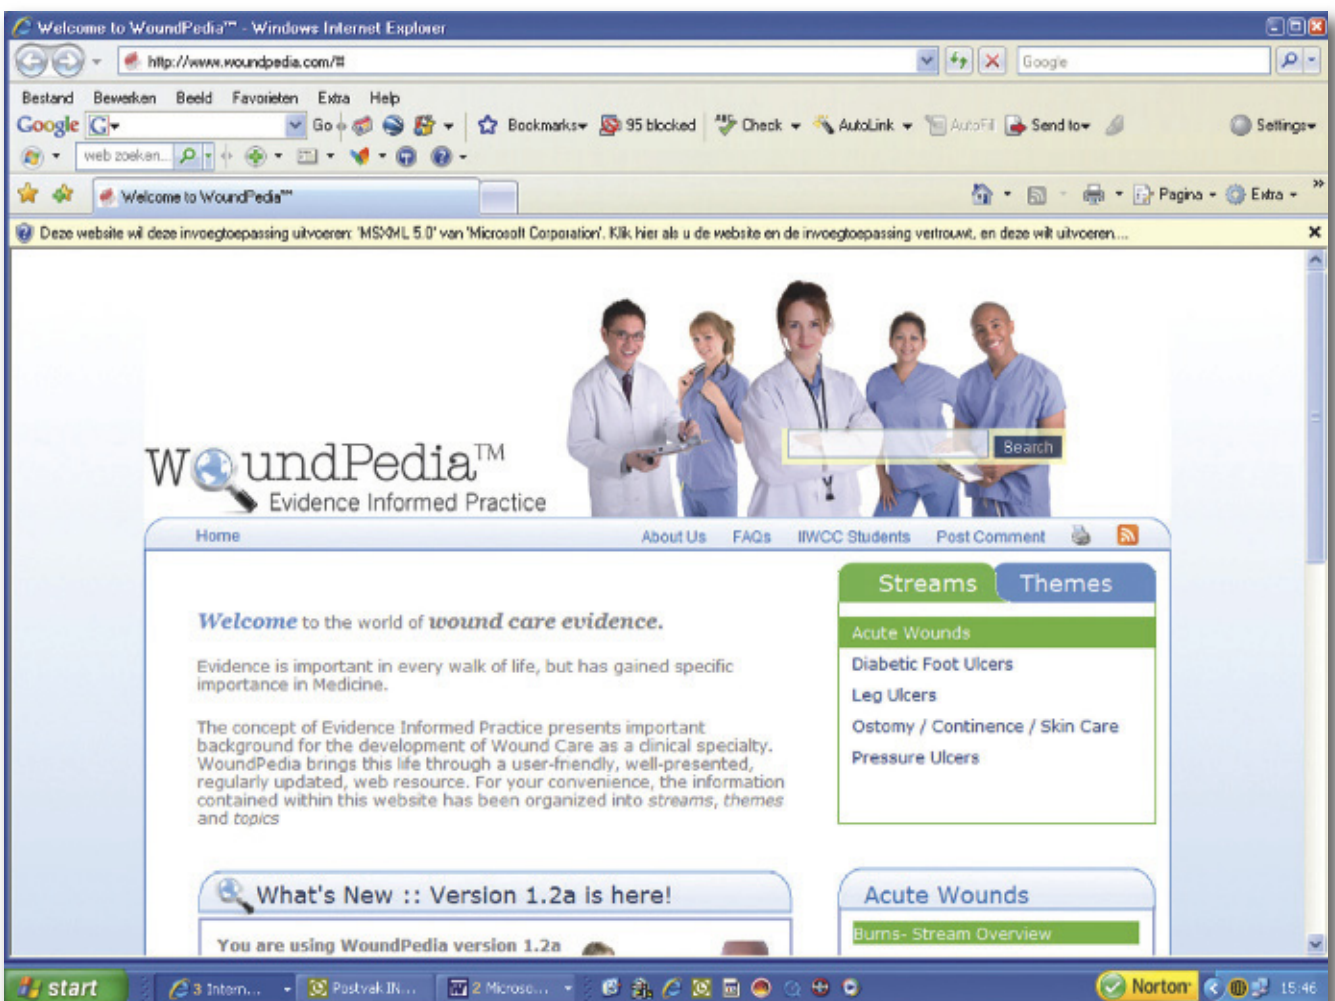 Welcome to WoundPedia™ - Windows Internet Explorer
http://www.woundpedia.com/#
Google
Bestand Bewerken Beeld Favorieten Extra Help
Google G Go Bookmarks 95 blocked Check AutoLink AutoFill Send to Settings
web zoeken...
Welcome to WoundPedia™ Pagina Extra
Deze website wil deze invoegtoepassing uitvoeren: 'MSXML 5.0' van 'Microsoft Corporation'. Klik hier als u de website en de invoegtoepassing vertrouwt, en deze wilt uitvoeren....
Search
WoundPedia™
Evidence Informed Practice
Home About Us FAQs IIWCC Students Post Comment
Streams Themes
Welcome to the world of wound care evidence.
Evidence is important in every walk of life, but has gained specific
importance in Medicine.
The concept of Evidence Informed Practice presents important
background for the development of Wound Care as a clinical specialty.
WoundPedia brings this life through a user-friendly, well-presented,
regularly updated, web resource. For your convenience, the information
contained within this website has been organized into streams, themes
and topics
Acute Wounds
Diabetic Foot Ulcers
Leg Ulcers
Ostomy / Continence / Skin Care
Pressure Ulcers
What's New :: Version 1.2a is here!
You are using WoundPedia version 1.2a
Acute Wounds
Burns- Stream Overview
start 3 Intern... Postvak IN... 2 Microso... Norton 15:46